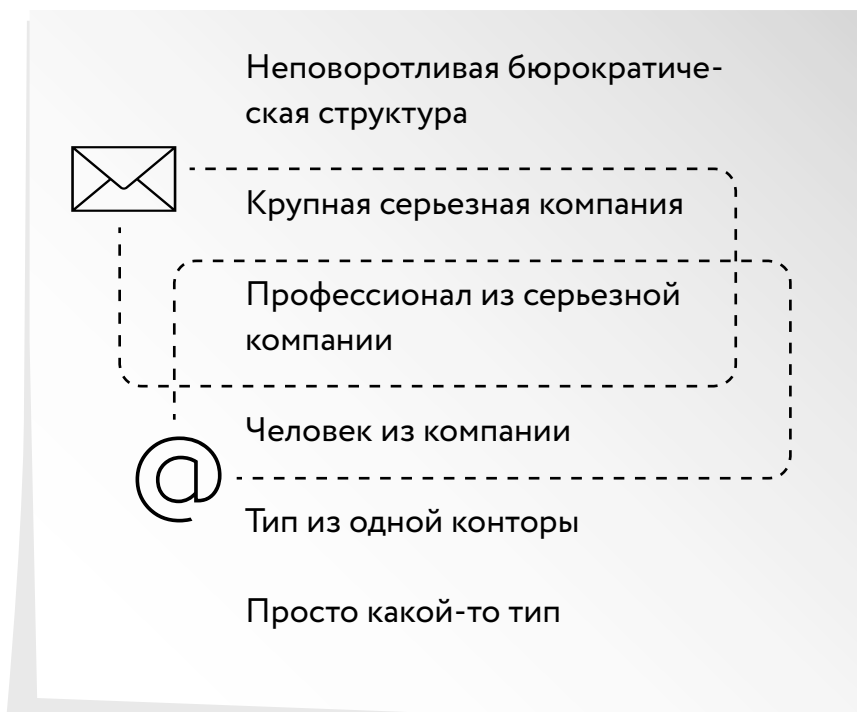 Неповоротливая бюрократиче-
ская структура
Крупная серьезная компания
Профессионал из серьезной
компании
Человек из компании
@
Тип из одной конторы
Просто какой-то тип